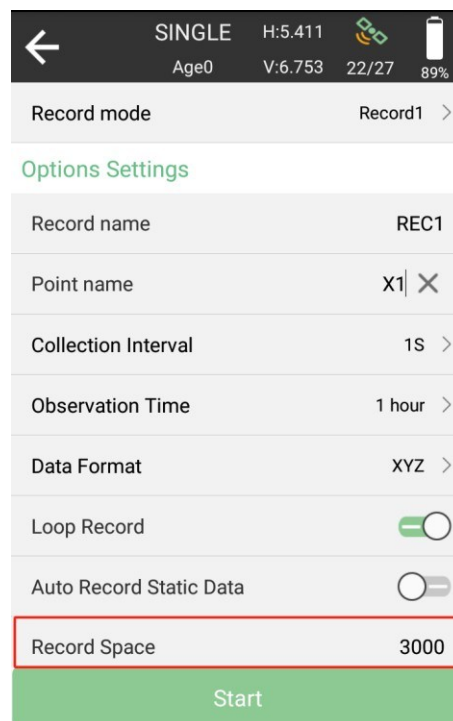 SINGLE H:5.411
Age0 V:6.753 22/27 89%
Record mode Record1
Options Settings
Record name REC1
Point name X1
Collection Interval 1S
Observation Time 1 hour
Data Format XYZ
Loop Record
Auto Record Static Data
Record Space 3000
Start